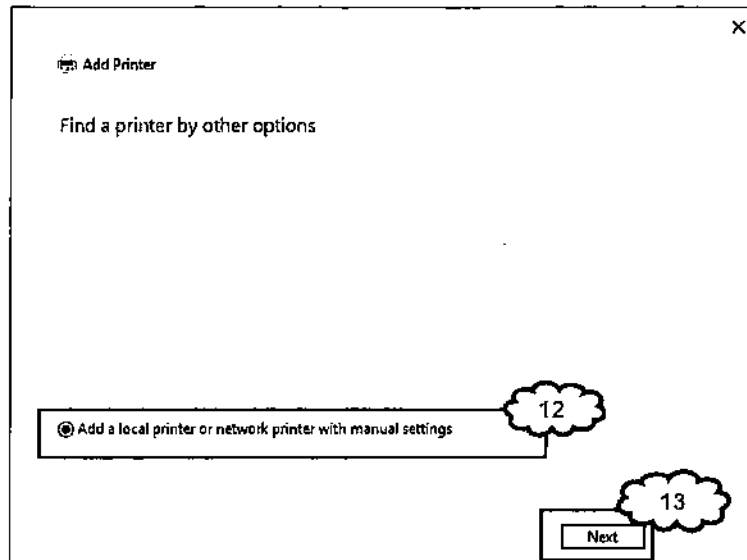 Add Printer
Find a printer by other options
12
Add a local printer or network printer with manual settings
13
Next